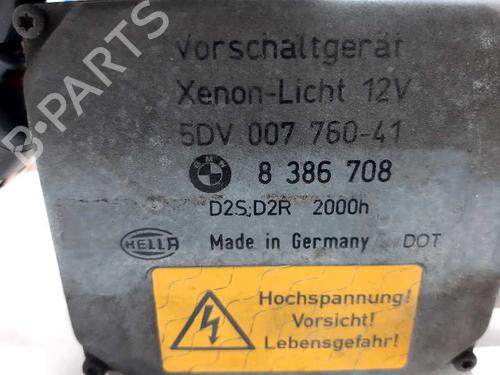 Vorschaltgerät
Xenon-Licht 12V
5DV 007 760-41
BMW 8 386 708
D2S;D2R 2000h
HELLA Made in Germany DOT
Hochspannung!
Vorsicht!
Lebensgefahr!
B-PARTS